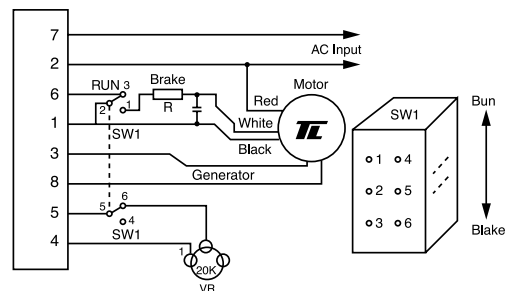 7
AC Input
2
RUN 3
Brake
Motor
6
2
1
R
Red
1
SW1
White
Black
TL
3
Generator
8
5
5
6
4
SW1
4
1
20K
VR
SW1
Bun
1 4
2 5
3 6
Blake